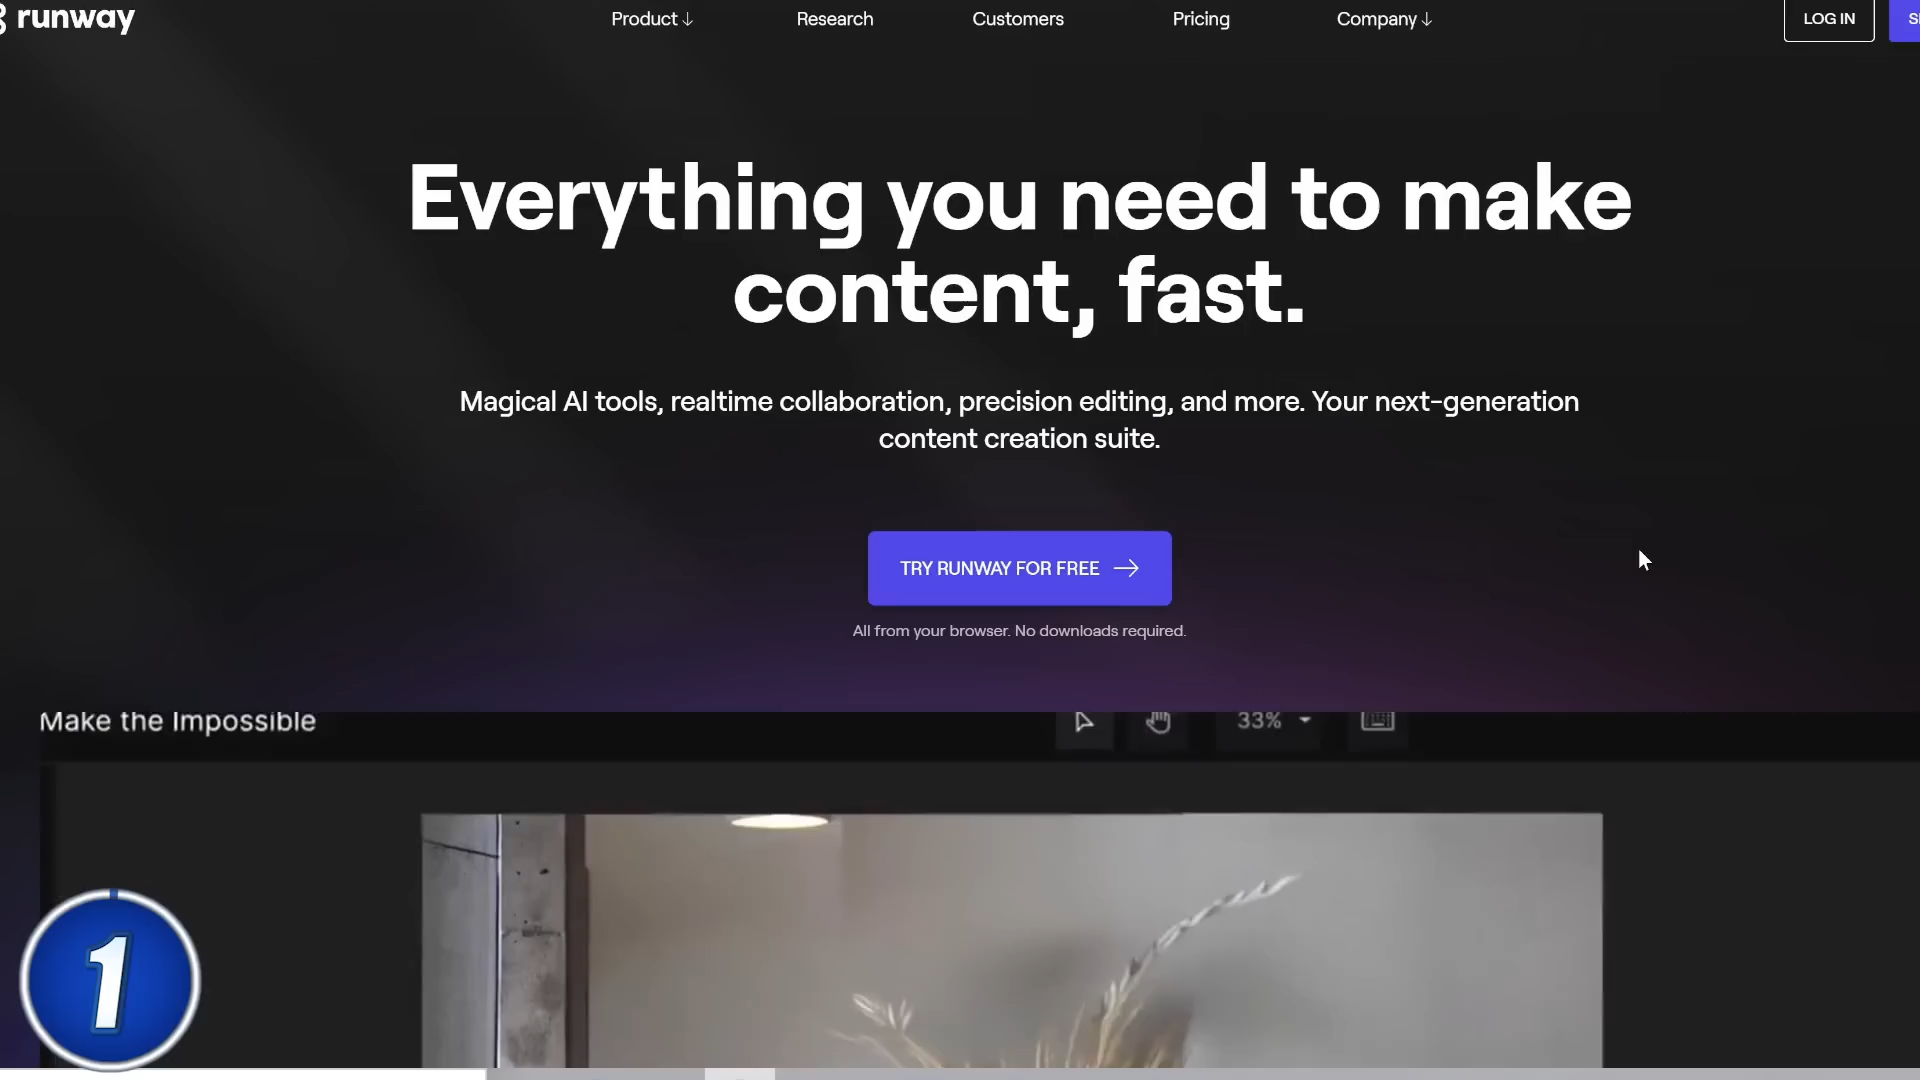 runway
Product ↓
Research
Customers
Pricing
Company ↓
LOG IN
Everything you need to make
content, fast.
Magical AI tools, realtime collaboration, precision editing, and more. Your next-generation
content creation suite.
TRY RUNWAY FOR FREE →
All from your browser. No downloads required.
Make the Impossible
33%
1